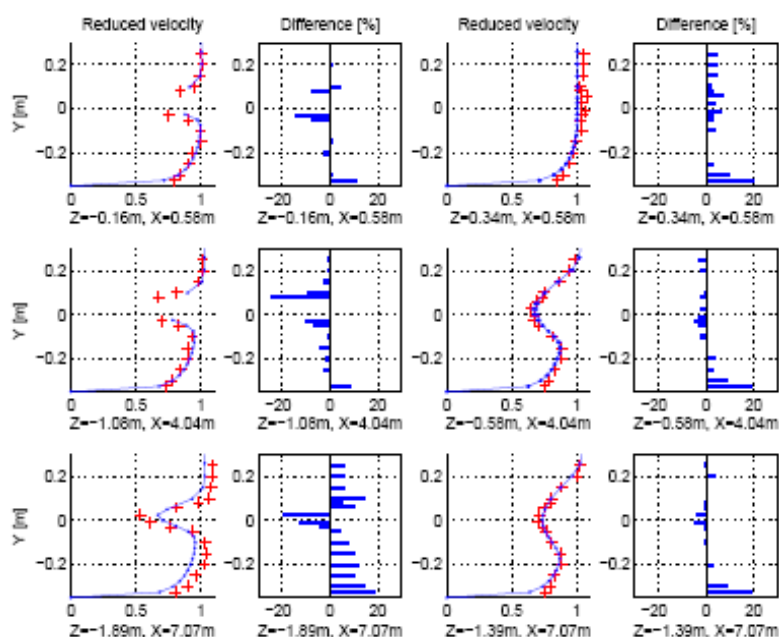 Reduced velocity Difference [%] Reduced velocity Difference [%]
Y [m]
0.2 0.2 0.2 0.2
0 0 0 0
−0.2 −0.2 −0.2 −0.2
0 0.5 1 −20 0 20 0 0.5 1 −20 0 20
Z=−0.16m, X=0.58m Z=−0.16m, X=0.58m Z=0.34m, X=0.58m Z=0.34m, X=0.58m
Y [m]
0.2 0.2 0.2 0.2
0 0 0 0
−0.2 −0.2 −0.2 −0.2
0 0.5 1 −20 0 20 0 0.5 1 −20 0 20
Z=−1.08m, X=4.04m Z=−1.08m, X=4.04m Z=−0.58m, X=4.04m Z=−0.58m, X=4.04m
Y [m]
0.2 0.2 0.2 0.2
0 0 0 0
−0.2 −0.2 −0.2 −0.2
0 0.5 1 −20 0 20 0 0.5 1 −20 0 20
Z=−1.89m, X=7.07m Z=−1.89m, X=7.07m Z=−1.39m, X=7.07m Z=−1.39m, X=7.07m